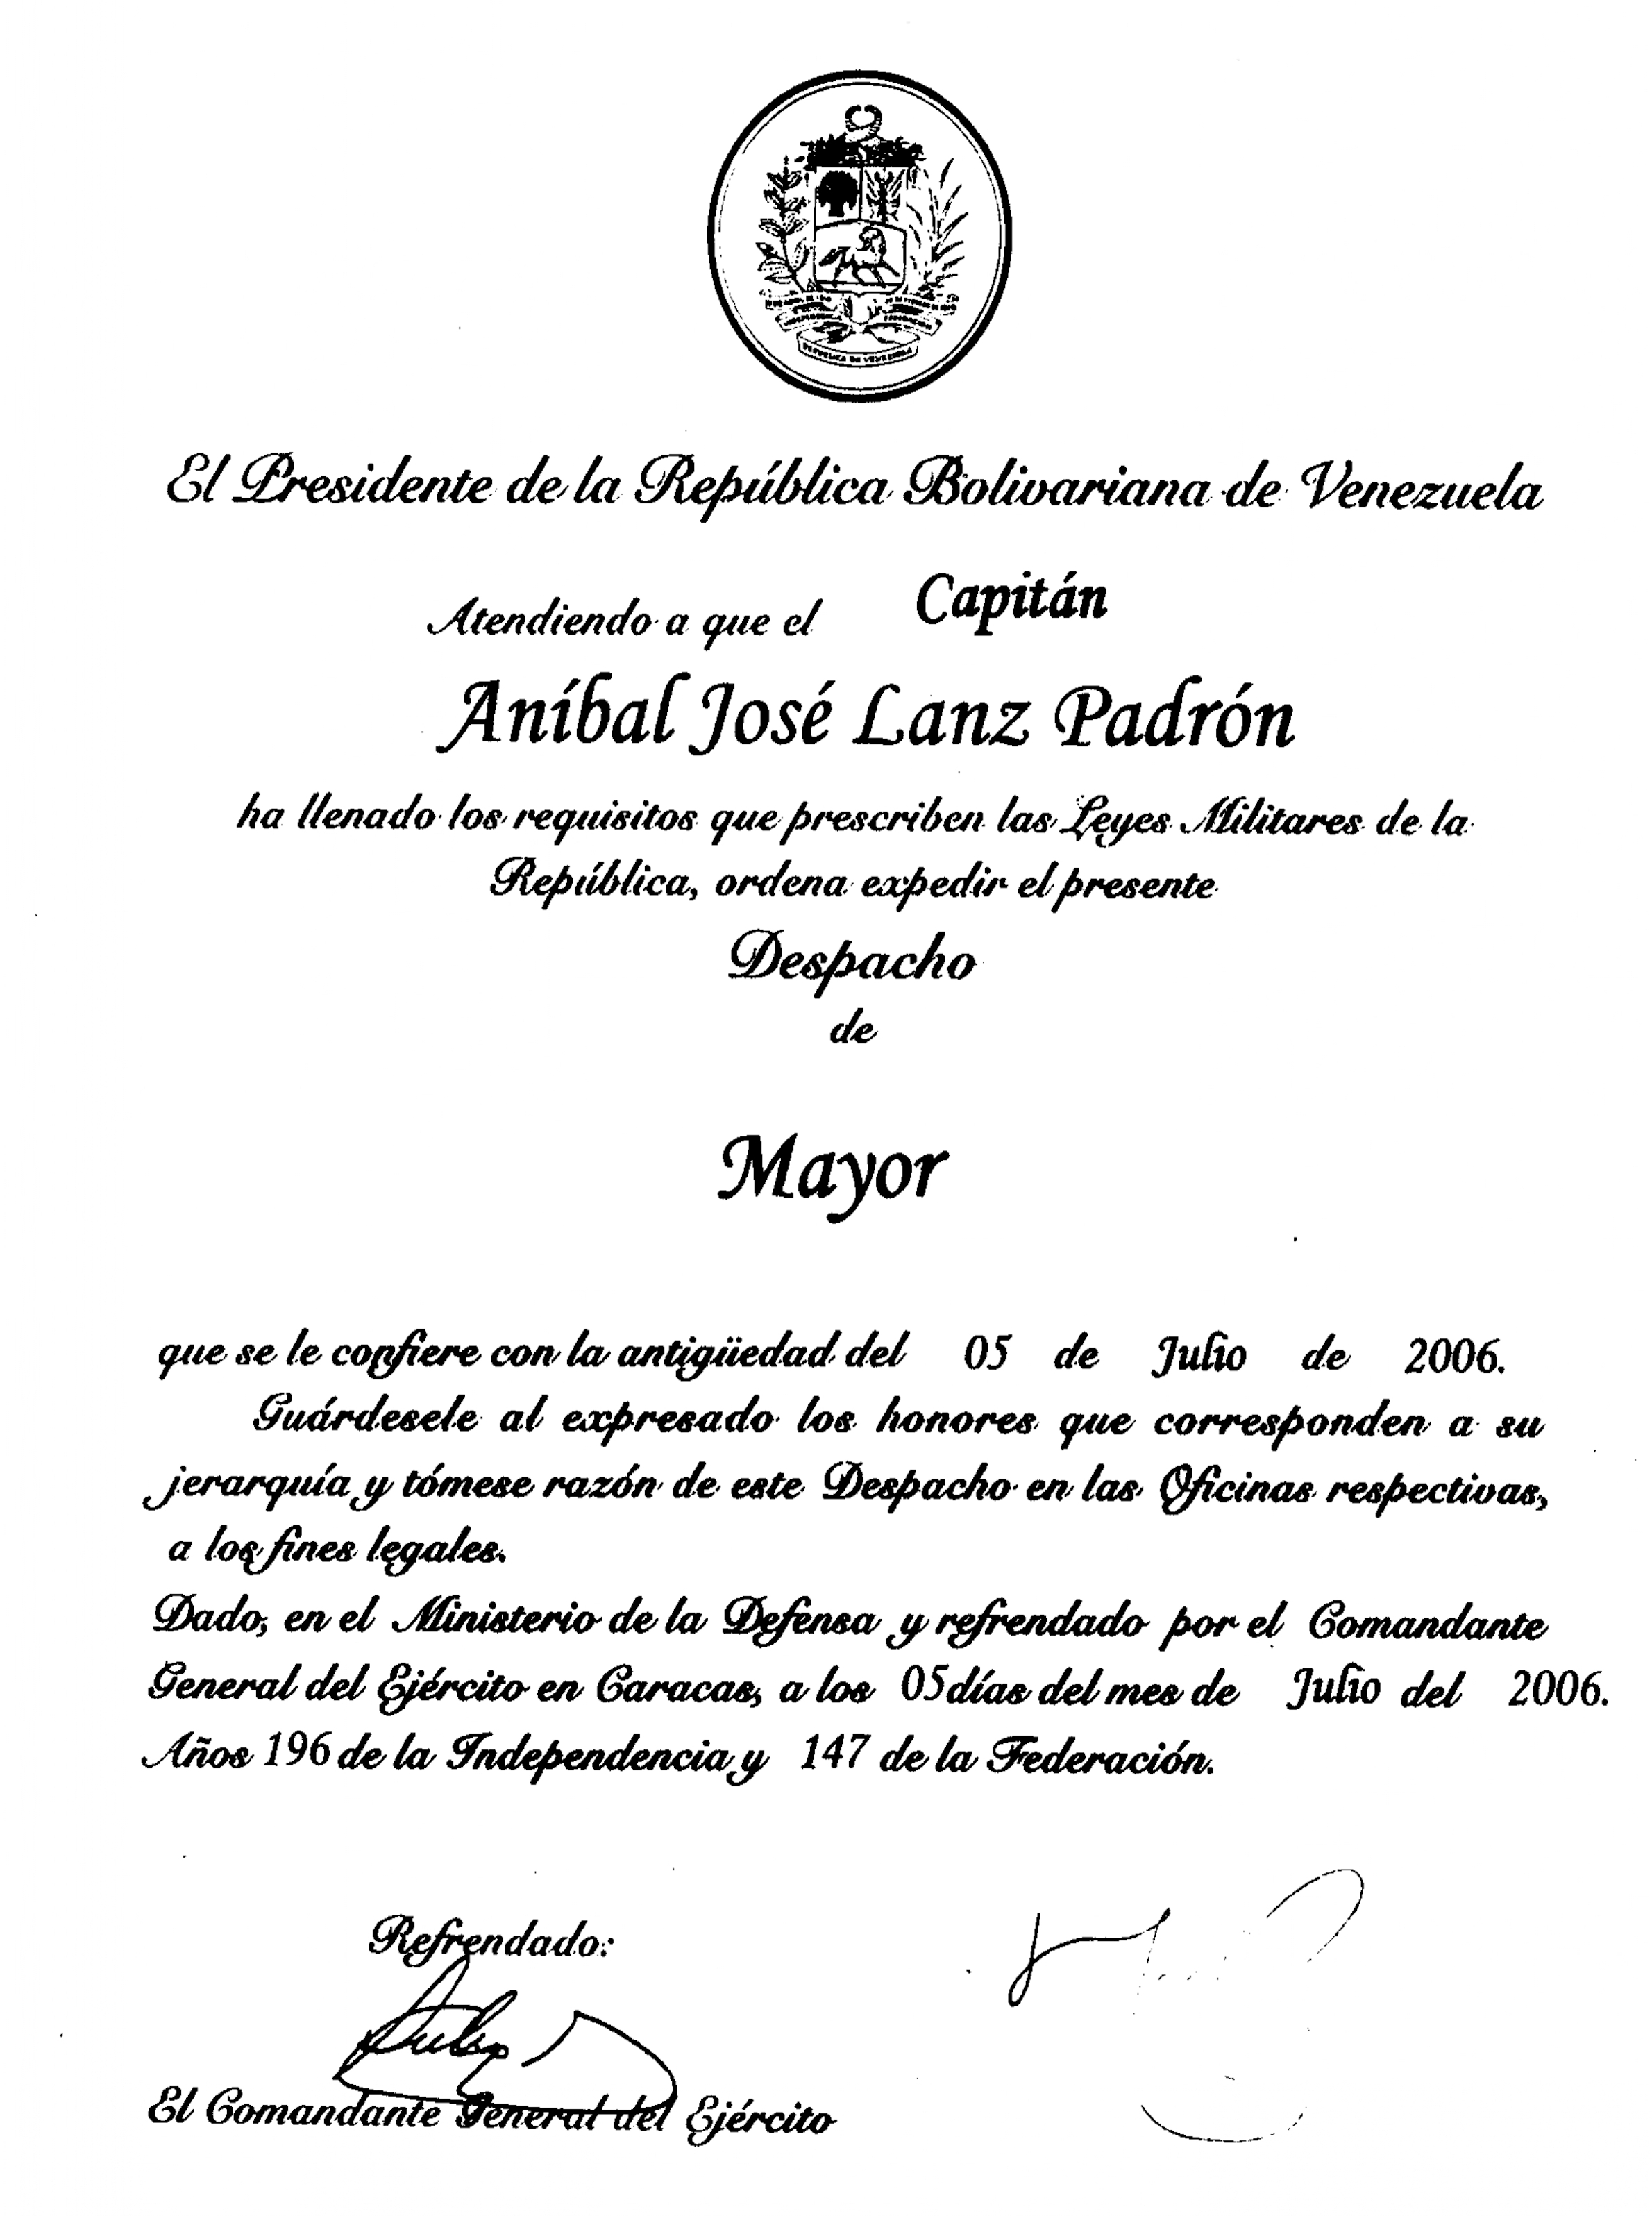 REPUBLICA DE VENEZUELA
El Presidente de la República Bolivariana de Venezuela
Atendiendo a que el Capitán
Aníbal José Lanz Padrón
ha llenado los requisitos que prescriben las Leyes Militares de la
República, ordena expedir el presente
Despacho
de
Mayor
que se le confiere con la antigüedad del 05 de Julio de 2006.
Guárdesele al expresado los honores que corresponden a su
jerarquía y tómese razón de este Despacho en las Oficinas respectivas,
a los fines legales.
Dado, en el Ministerio de la Defensa y refrendado por el Comandante
General del Ejército en Caracas, a los 05 días del mes de Julio del 2006.
Años 196 de la Independencia y 147 de la Federación.
Refrendado:
El Comandante General del Ejército